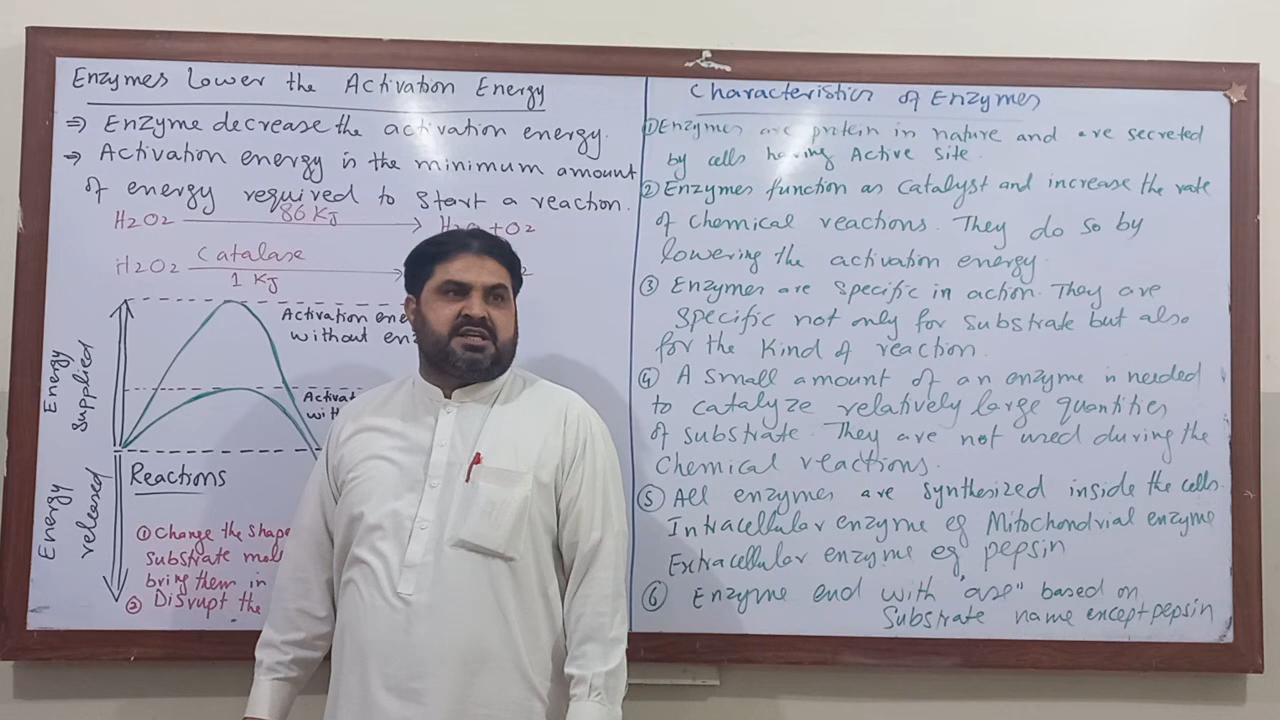 Enzymes Lower the Activation Energy
⇒ Enzyme decrease the activation energy.
⇒ Activation energy is the minimum amount
of energy required to start a reaction.
H2O2 86 KJ → H2O + O2
H2O2 Catalase 1 KJ → 2
Activation
without
Energy Supplied
Energy released
Reactions
① Change the shape
Substrate
bring them in
② Disrupt the
Characteristics of Enzymes
① Enzymes are protein in nature and are secreted
by cells having Active Site.
② Enzymes function as Catalyst and increase the rate
of chemical reactions. They do so by
lowering the activation energy.
③ Enzymes are specific in action. They are
specific not only for substrate but also
for the kind of reaction.
④ A small amount of an enzyme is needed
to catalyze relatively large quantities
of substrate. They are not used during the
Chemical reactions.
⑤ All enzymes are synthesized inside the cells.
Intracellular enzyme eg Mitochondrial enzyme
Extracellular enzyme eg pepsin
⑥ Enzyme end with "ase" based on
Substrate name except pepsin